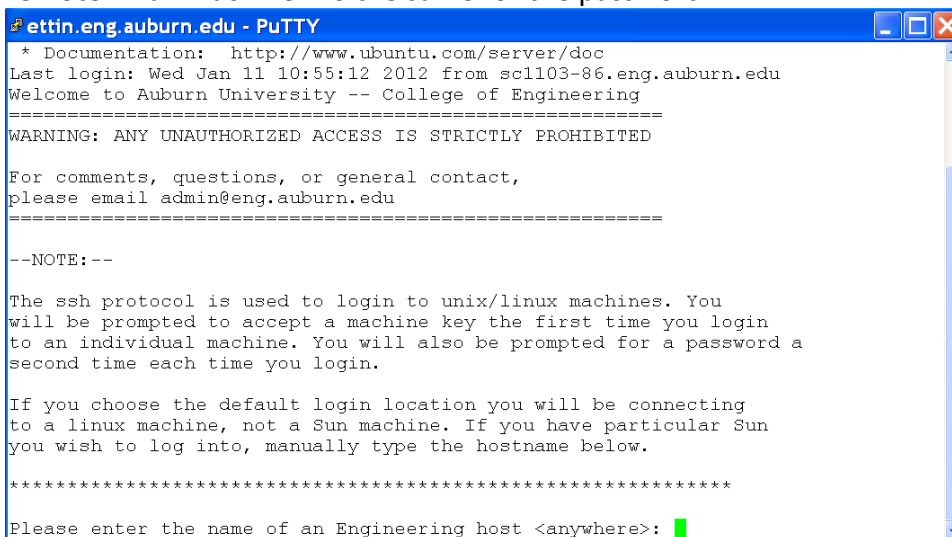 ettin.eng.auburn.edu - PuTTY
* Documentation:  http://www.ubuntu.com/server/doc
Last login: Wed Jan 11 10:55:12 2012 from sc1103-86.eng.auburn.edu
Welcome to Auburn University -- College of Engineering
========================================================
WARNING: ANY UNAUTHORIZED ACCESS IS STRICTLY PROHIBITED
For comments, questions, or general contact,
please email admin@eng.auburn.edu
========================================================
--NOTE:--
The ssh protocol is used to login to unix/linux machines. You
will be prompted to accept a machine key the first time you login
to an individual machine. You will also be prompted for a password a
second time each time you login.
If you choose the default login location you will be connecting
to a linux machine, not a Sun machine. If you have particular Sun
you wish to log into, manually type the hostname below.
**************************************************************
Please enter the name of an Engineering host <anywhere>: